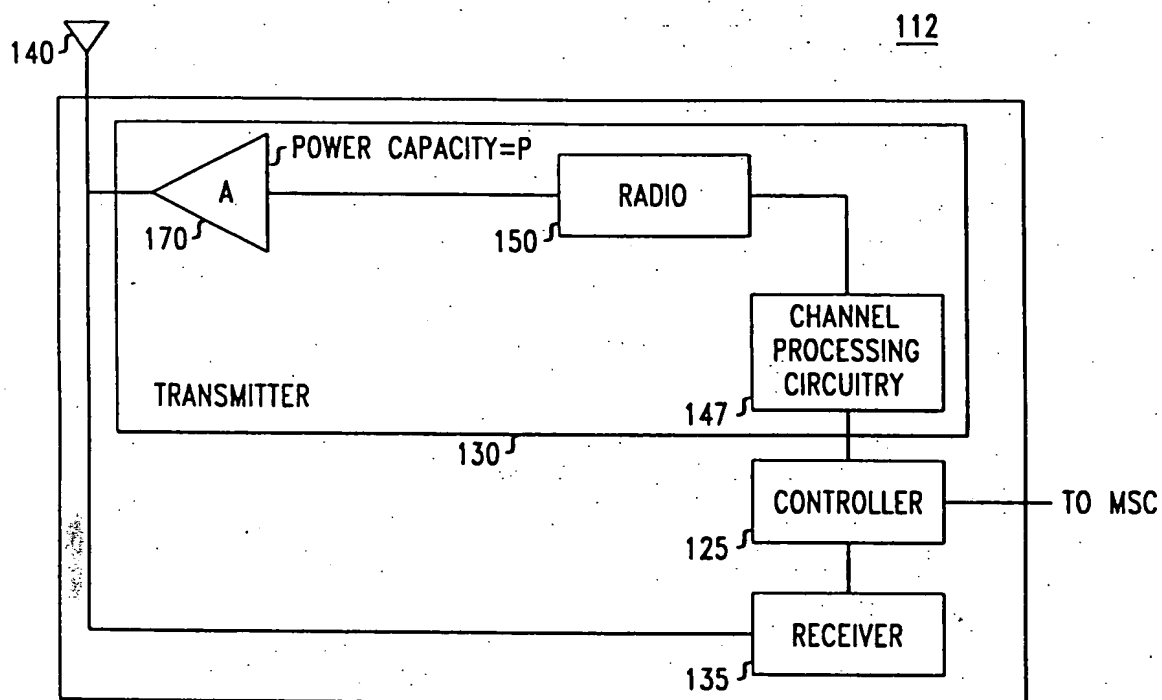 112
140
POWER CAPACITY=P
A
170
RADIO
150
CHANNEL
PROCESSING
CIRCUITRY
147
TRANSMITTER
130
CONTROLLER
125
TO MSC
RECEIVER
135